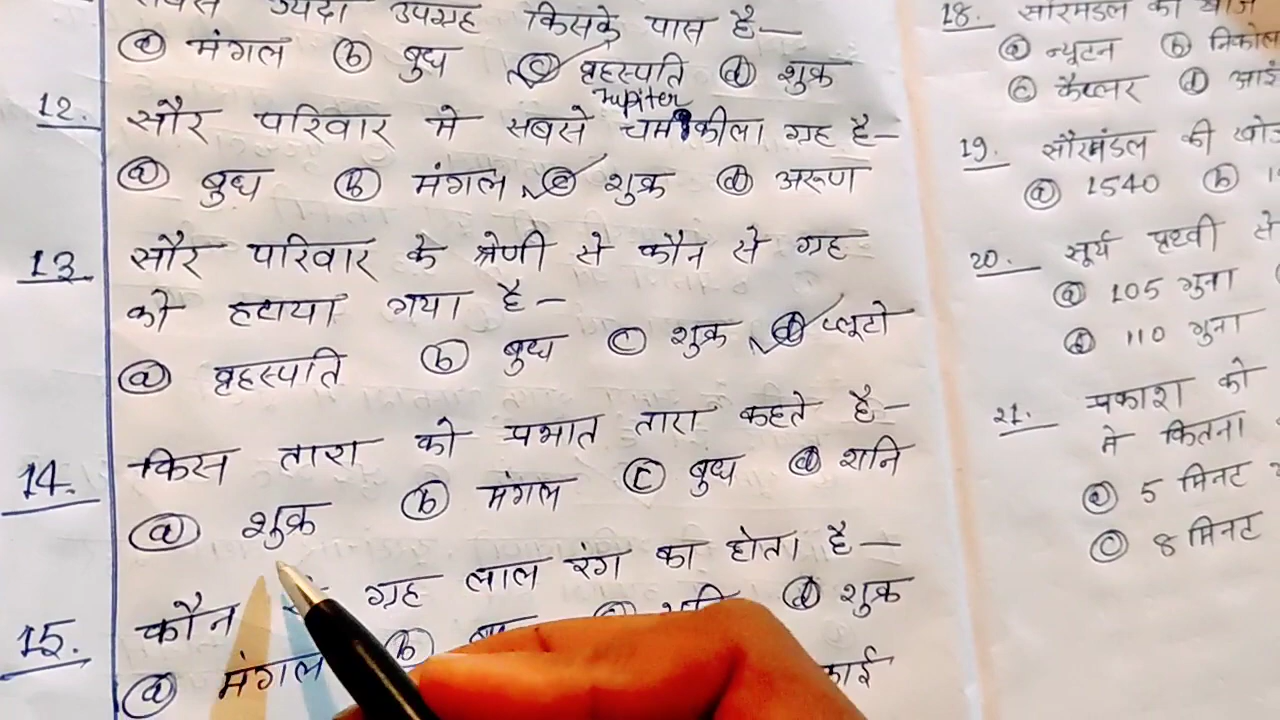 ज्यदा उपग्रह किसके पास है—
(a) मंगल (b) बुध (c) बृहस्पति (d) शुक्र
Jupiter
12. सौर परिवार मे सबसे चमकीला ग्रह है—
(a) बुध (b) मंगल (c) शुक्र (d) अरूण
13. सौर परिवार के श्रेणी से कौन से ग्रह
को हटाया गया है—
(a) बृहस्पति (b) बुध (c) शुक्र (d) प्लूटो
14. किस तारा को प्रभात तारा कहते है—
(a) शुक्र (b) मंगल (c) बुध (d) शनि
15. कौन ग्रह लाल रंग का होता है—
(a) मंगल (b) (d) शुक्र
18. सौरमंडल की
(a) न्यूटन (b) निकोल
(c) कैप्लर (d) आई
19. सौरमंडल की खोज
(a) 1540 (b)
20. सूर्य पृथ्वी से
(a) 105 गुना
(d) 110 गुना
21. प्रकाश को
मे कितना
(a) 5 मिनट
(c) 8 मिनट